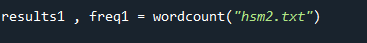 results1 , freq1 = wordcount("hsm2.txt")